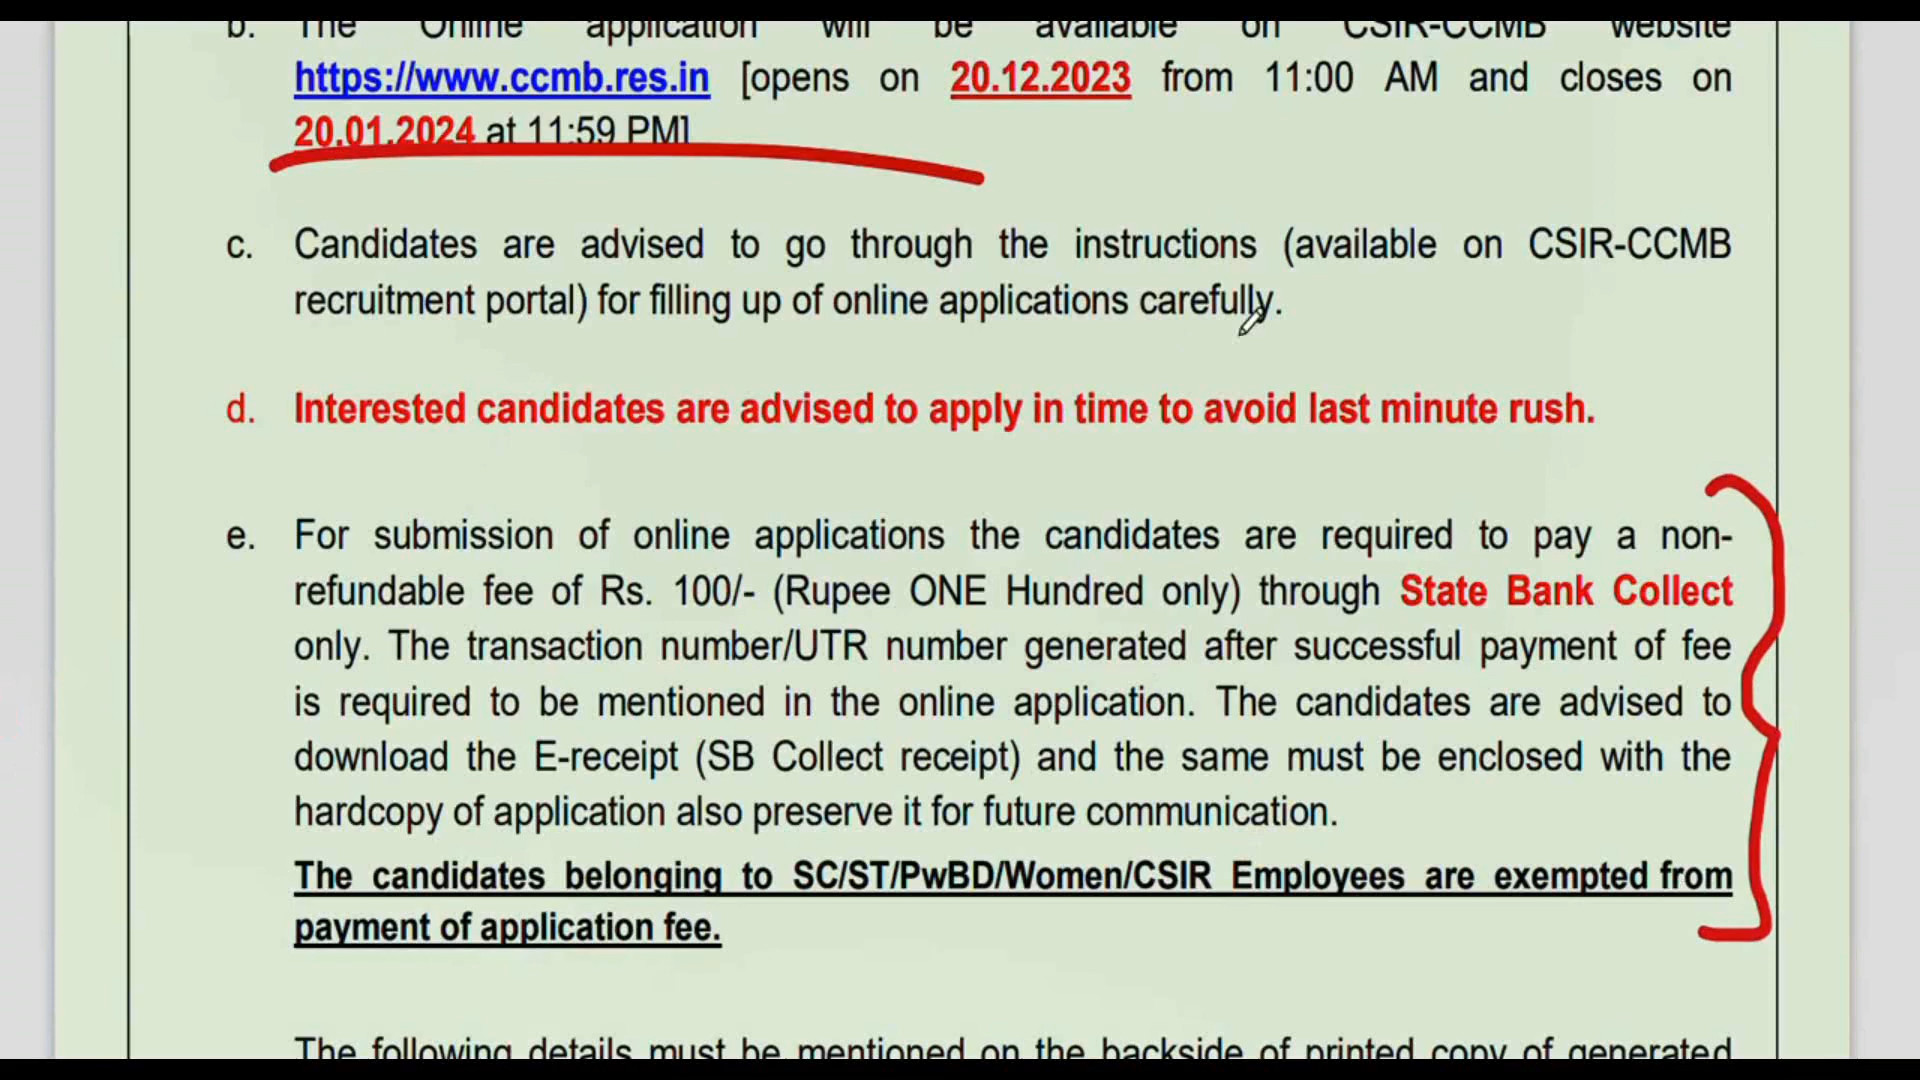 b. The Online application will be available on CSIR-CCMB website
https://www.ccmb.res.in [opens on 20.12.2023 from 11:00 AM and closes on
20.01.2024 at 11:59 PM]
c. Candidates are advised to go through the instructions (available on CSIR-CCMB
recruitment portal) for filling up of online applications carefully.
d. Interested candidates are advised to apply in time to avoid last minute rush.
e. For submission of online applications the candidates are required to pay a non-
refundable fee of Rs. 100/- (Rupee ONE Hundred only) through State Bank Collect
only. The transaction number/UTR number generated after successful payment of fee
is required to be mentioned in the online application. The candidates are advised to
download the E-receipt (SB Collect receipt) and the same must be enclosed with the
hardcopy of application also preserve it for future communication.
The candidates belonging to SC/ST/PwBD/Women/CSIR Employees are exempted from
payment of application fee.
The following details must be mentioned on the backside of printed copy of generated